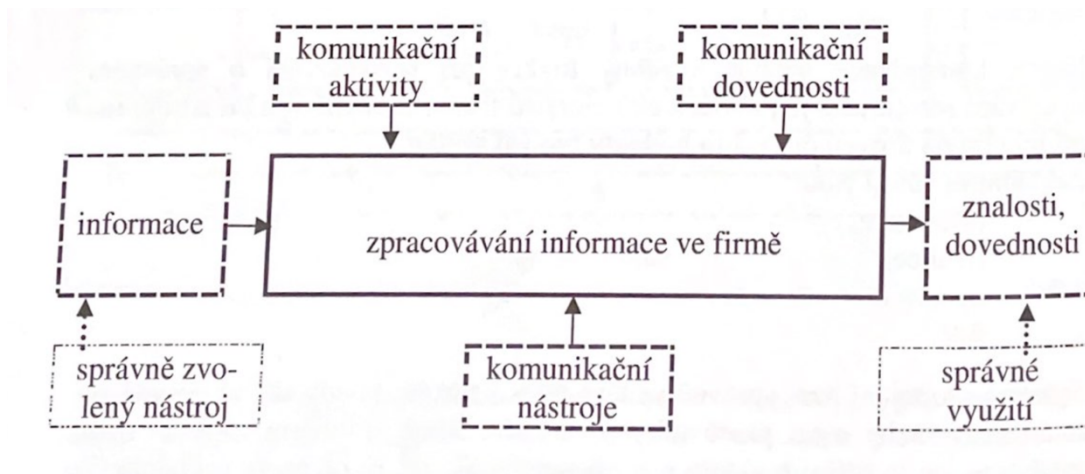 komunikační
aktivity
komunikační
dovednosti
informace
zpracovávání informace ve firmě
znalosti,
dovednosti
správně zvo-
lený nástroj
komunikační
nástroje
správné
využití